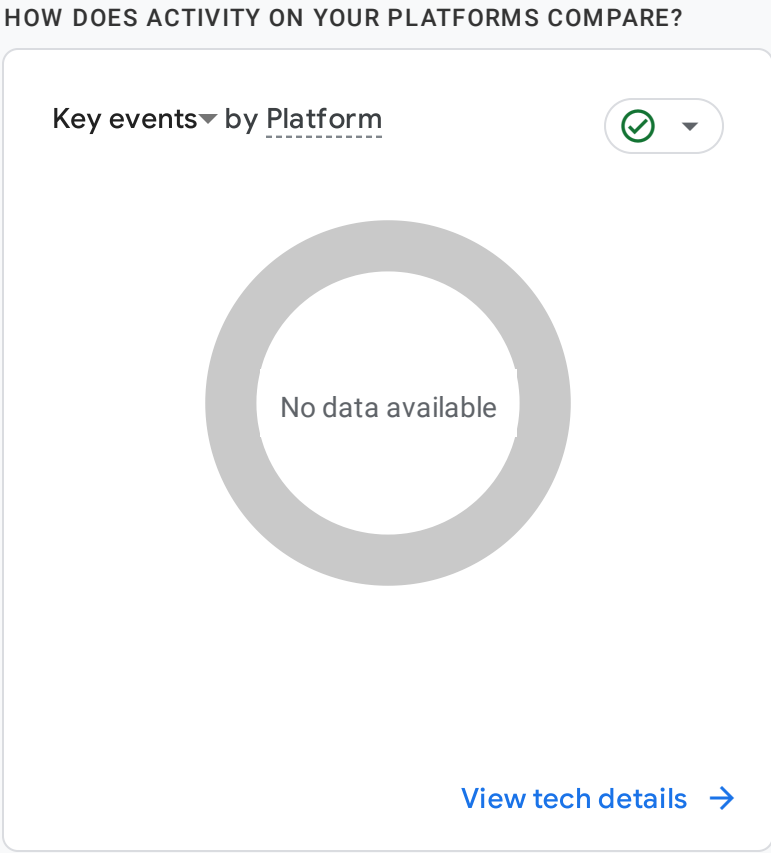 HOW DOES ACTIVITY ON YOUR PLATFORMS COMPARE?
Key events by Platform
No data available
View tech details